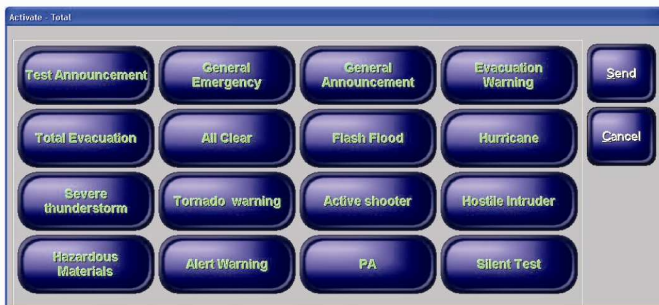 Activate - Total
Test Announcement
General
Emergency
General
Announcement
Evacuation
Warning
Send
Total Evacuation
All Clear
Flash Flood
Hurricane
Cancel
Severe
thunderstorm
Tornado warning
Active shooter
Hostile Intruder
Hazardous
Materials
Alert Warning
PA
Silent Test